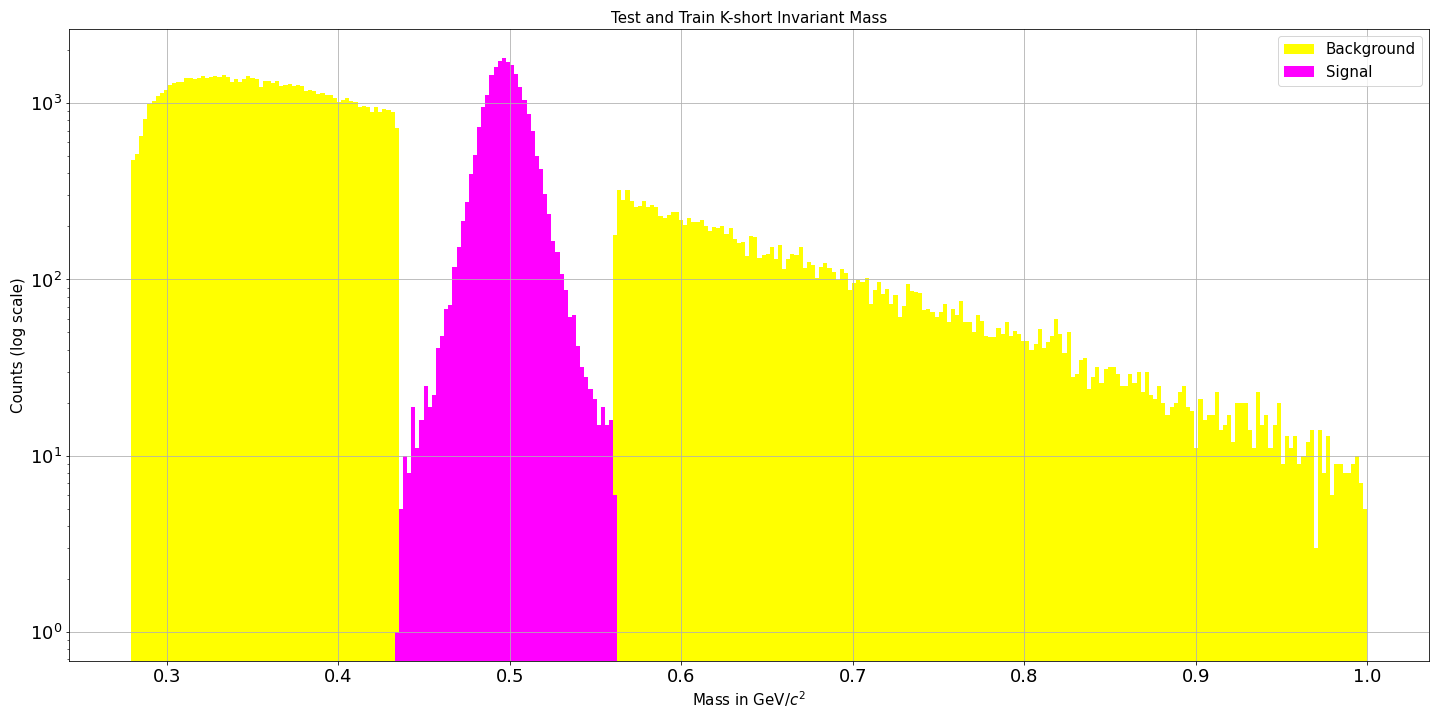 Test and Train K-short Invariant Mass
Background
Signal
Counts (log scale)
10³
10²
10¹
10⁰
0.3 0.4 0.5 0.6 0.7 0.8 0.9 1.0
Mass in GeV/c²